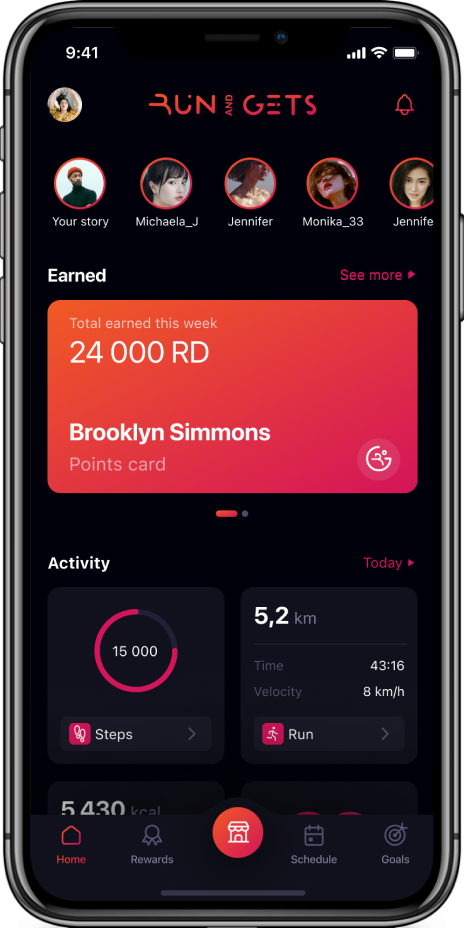 9:41
RUN AND GETS
Your story
Michaela_J
Jennifer
Monika_33
Jennife
Earned
See more
Total earned this week
24 000 RD
Brooklyn Simmons
Points card
Activity
Today
15 000
Steps
5,2 km
Time 43:16
Velocity 8 km/h
Run
5 430 kcal
Home
Rewards
Schedule
Goals